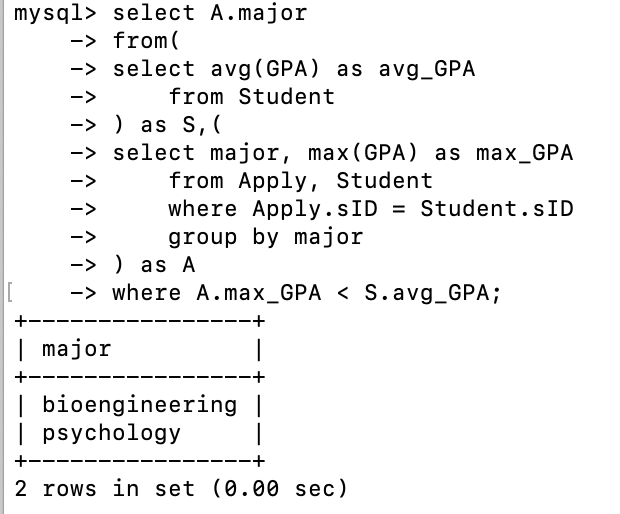 mysql> select A.major
    -> from(
    -> select avg(GPA) as avg_GPA
    ->     from Student
    -> ) as S,(
    -> select major, max(GPA) as max_GPA
    ->     from Apply, Student
    ->     where Apply.sID = Student.sID
    ->     group by major
    -> ) as A
[    -> where A.max_GPA < S.avg_GPA;
+----------------+
| major          |
+----------------+
| bioengineering |
| psychology     |
+----------------+
2 rows in set (0.00 sec)